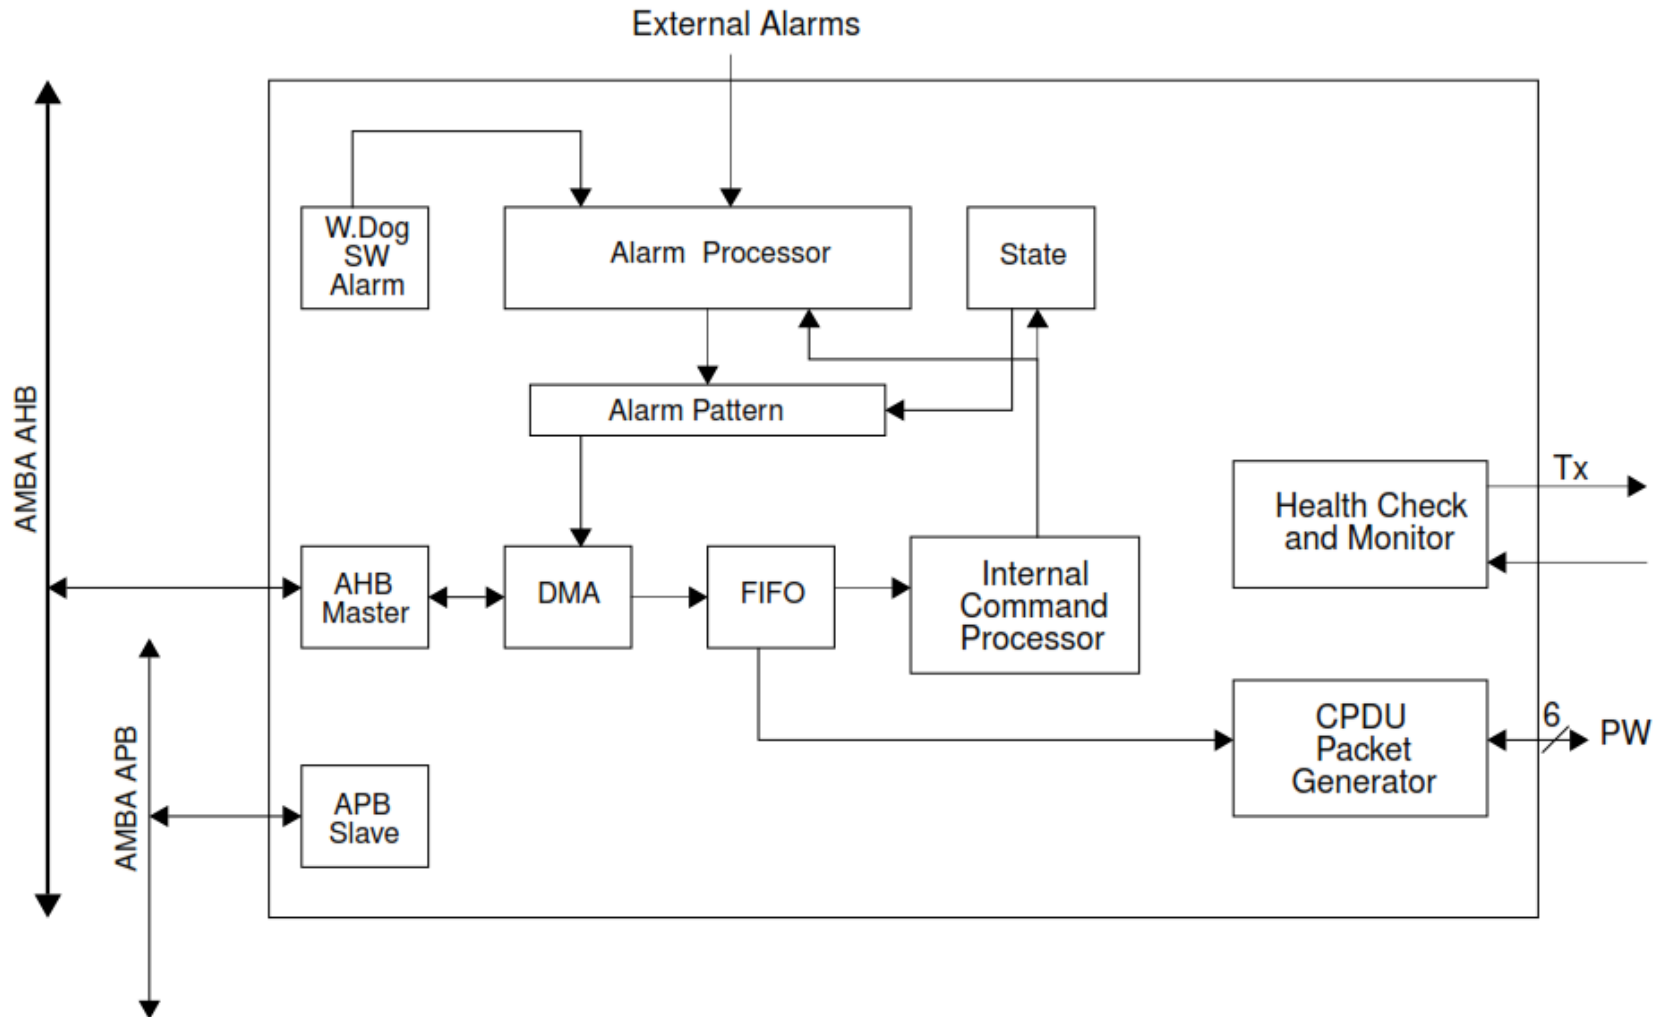 External Alarms
W.Dog
SW
Alarm
Alarm Processor
State
Alarm Pattern
AMBA AHB
Tx
Health Check
and Monitor
AHB
Master
DMA
FIFO
Internal
Command
Processor
AMBA APB
CPDU
Packet
Generator
6
PW
APB
Slave